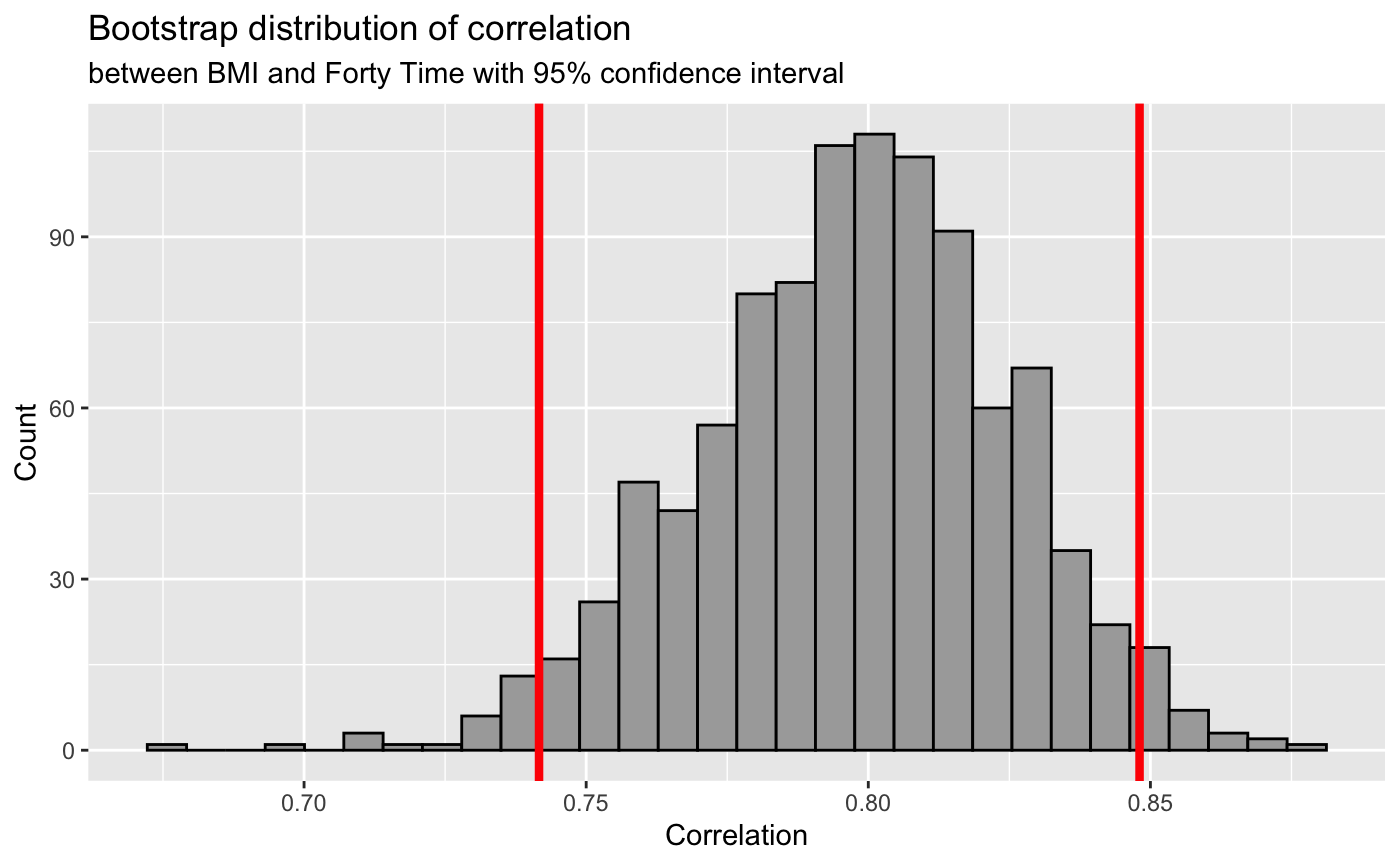 Bootstrap distribution of correlation
between BMI and Forty Time with 95% confidence interval
Count
90
60
30
0
0.70 0.75 0.80 0.85
Correlation